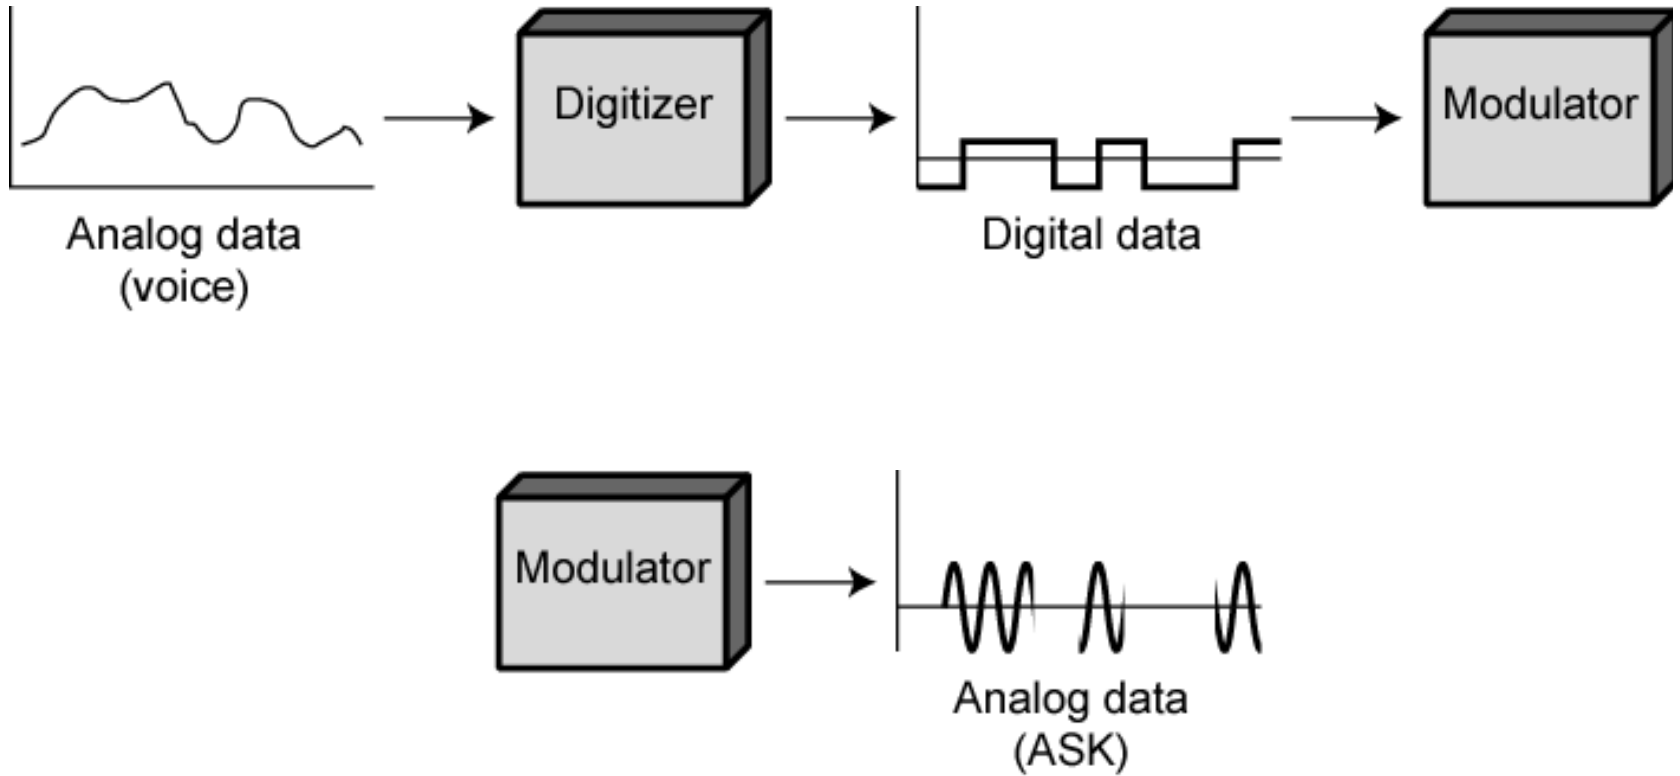 Digitizer
Modulator
Analog data
(voice)
Digital data
Modulator
Analog data
(ASK)